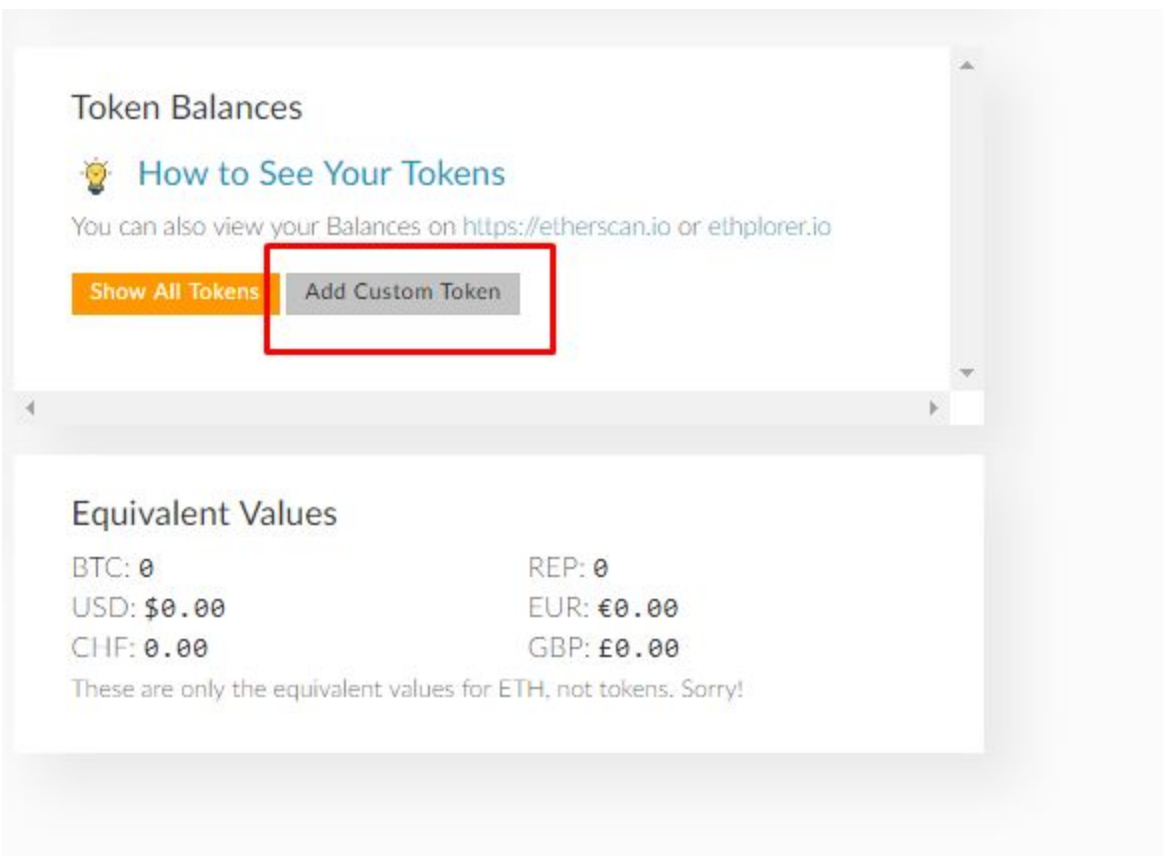 Token Balances
How to See Your Tokens
You can also view your Balances on https://etherscan.io or ethplorer.io
Show All Tokens Add Custom Token
Equivalent Values
BTC: 0 REP: 0
USD: $0.00 EUR: €0.00
CHF: 0.00 GBP: £0.00
These are only the equivalent values for ETH, not tokens. Sorry!